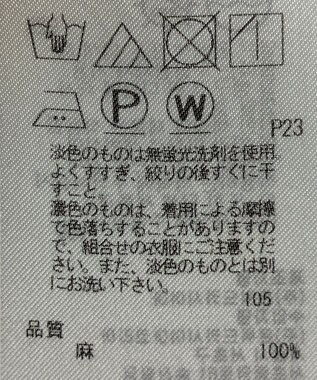 P
W
P23
淡色のものは無蛍光洗剤を使用
よくすすぎ、絞りの後すぐに干
すこと。
濃色のものは、着用による摩擦
で色落ちすることがありますの
で、組合せの衣服にご注意くだ
さい。また、淡色のものとは別
にお洗い下さい。
105
品質
麻 100%